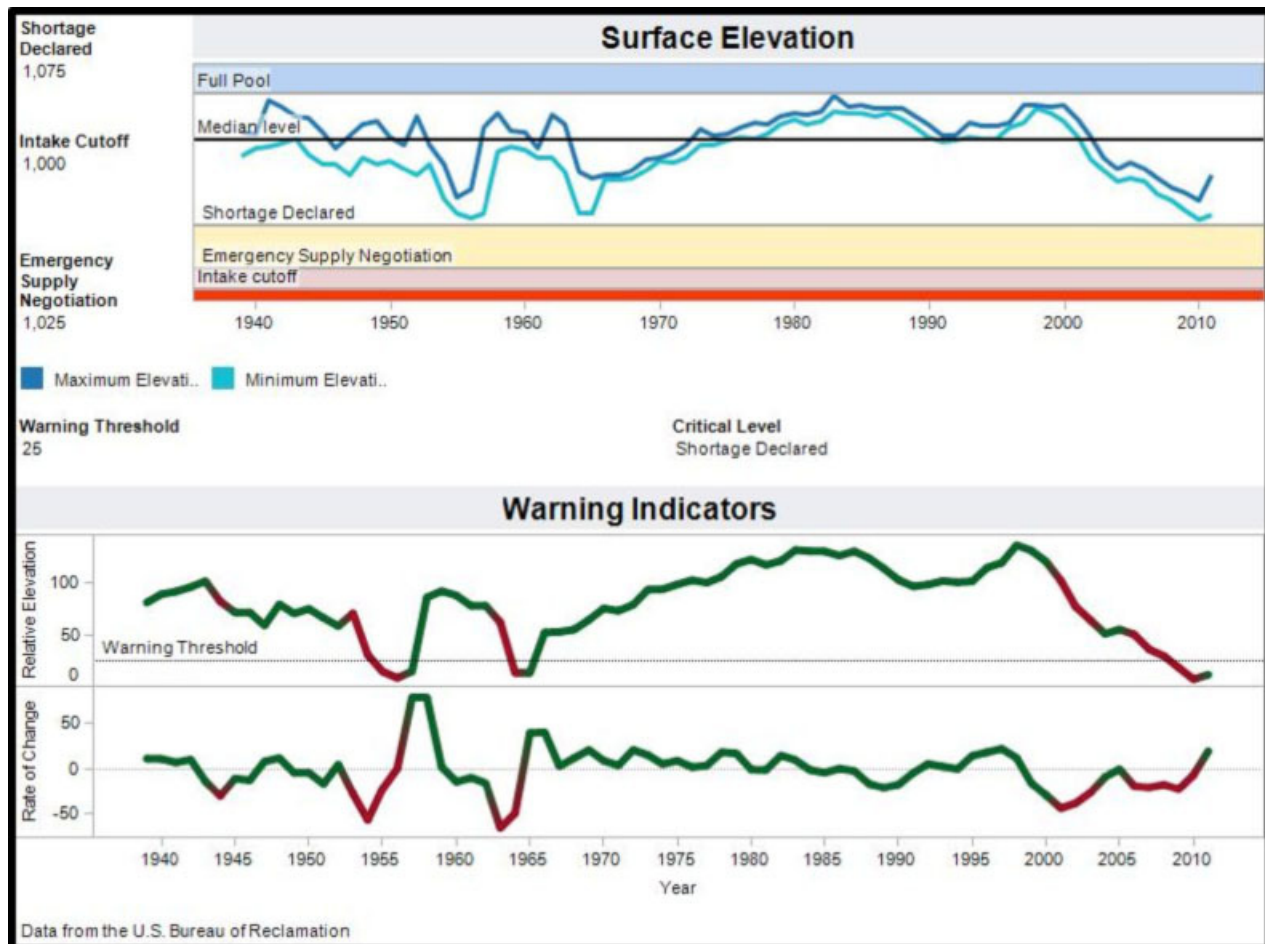 Shortage
Declared
1,075
Intake Cutoff
1,000
Emergency
Supply
Negotiation
1,025
Surface Elevation
Full Pool
Median level
Shortage Declared
Emergency Supply Negotiation
Intake cutoff
1940 1950 1960 1970 1980 1990 2000 2010
Maximum Elevati.. Minimum Elevati..
Warning Threshold
25
Critical Level
Shortage Declared
Warning Indicators
Relative Elevation
100
50
0
Warning Threshold
Rate of Change
50
0
-50
1940 1945 1950 1955 1960 1965 1970 1975 1980 1985 1990 1995 2000 2005 2010
Year
Data from the U.S. Bureau of Reclamation